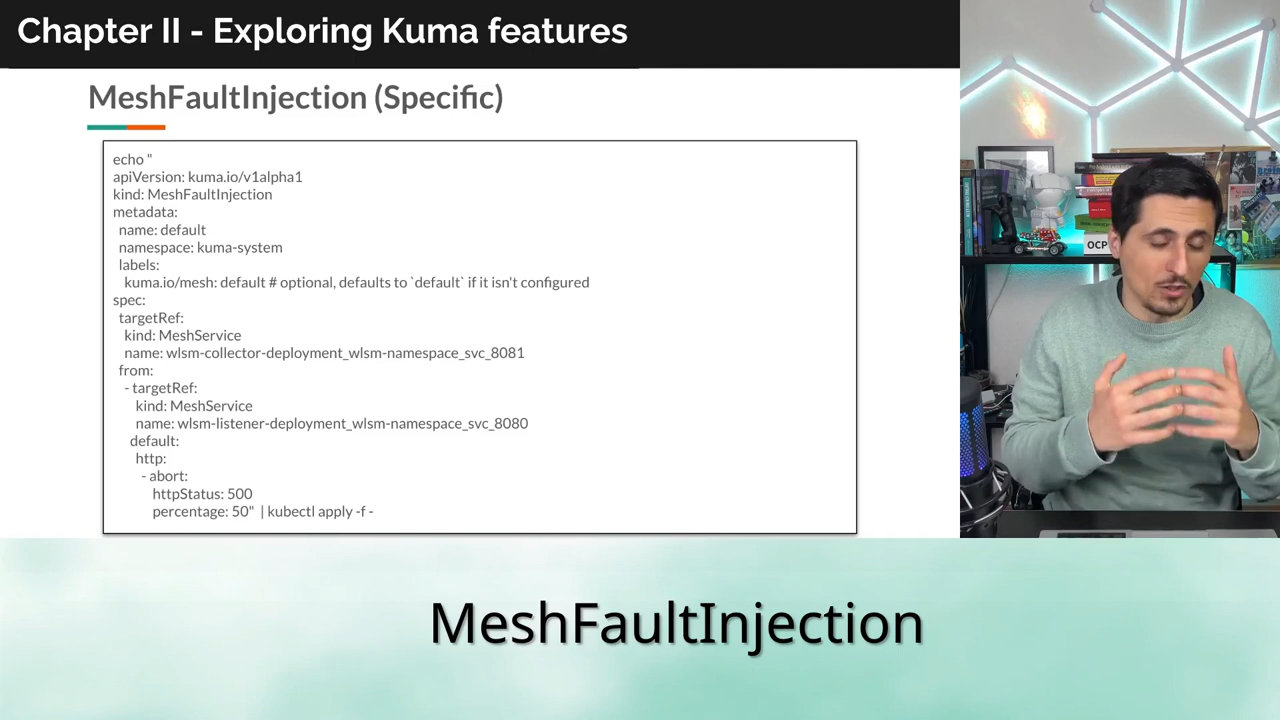 Chapter II - Exploring Kuma features
MeshFaultInjection (Specific)
echo "
apiVersion: kuma.io/v1alpha1
kind: MeshFaultInjection
metadata:
  name: default
  namespace: kuma-system
  labels:
    kuma.io/mesh: default # optional, defaults to `default` if it isn't configured
spec:
  targetRef:
    kind: MeshService
    name: wlsm-collector-deployment_wlsm-namespace_svc_8081
  from:
    - targetRef:
        kind: MeshService
        name: wlsm-listener-deployment_wlsm-namespace_svc_8080
      default:
        http:
          - abort:
              httpStatus: 500
              percentage: 50" | kubectl apply -f -
OCP
MeshFaultInjection